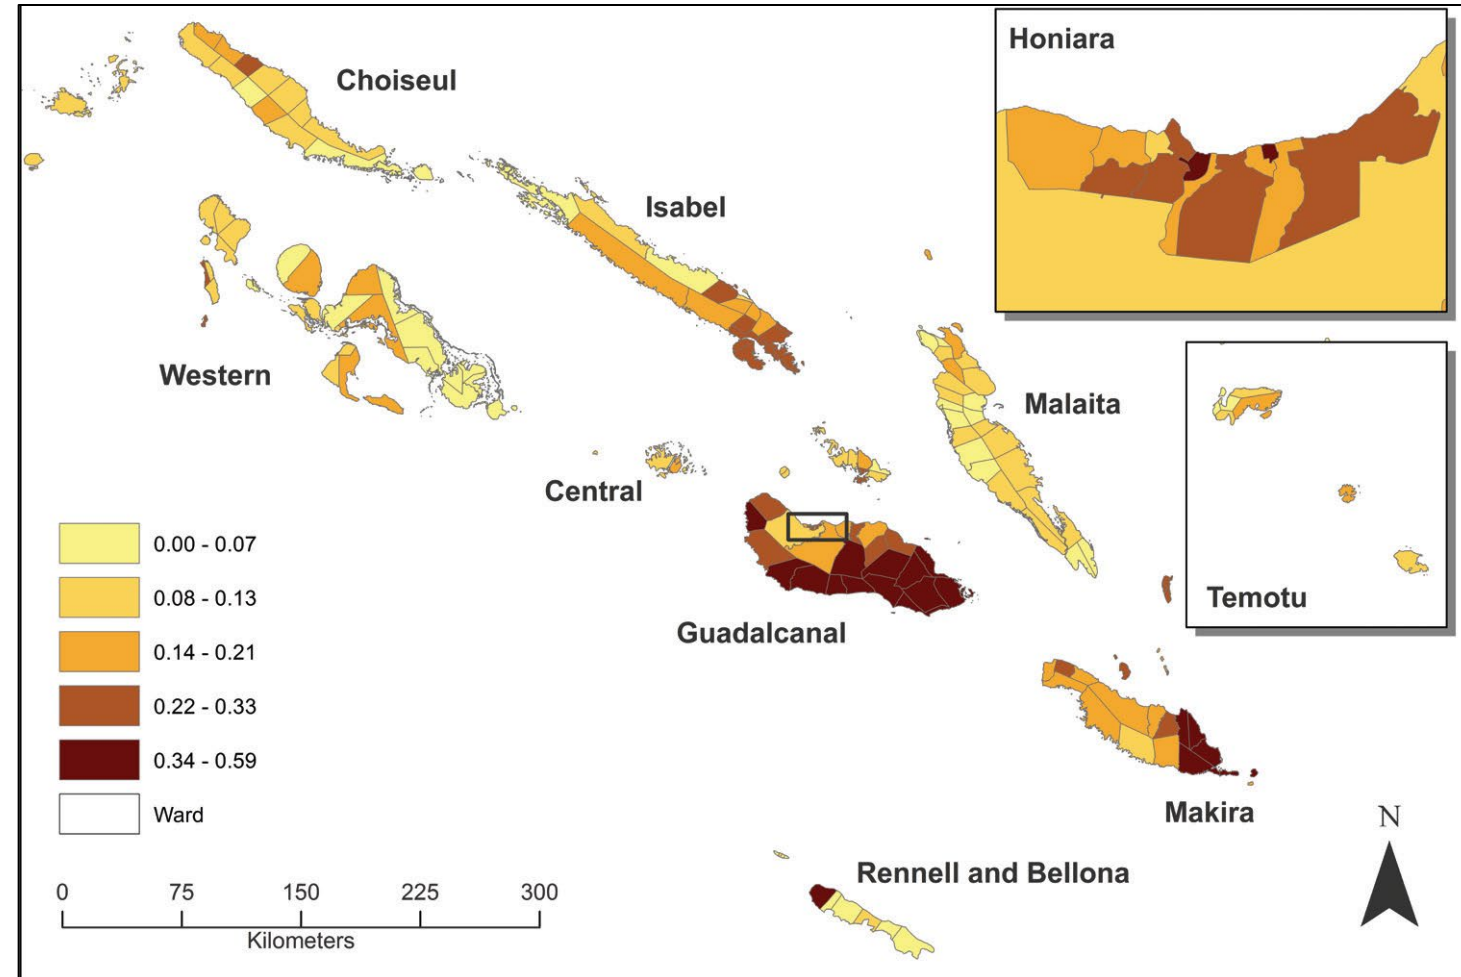 Honiara
Choiseul
Isabel
Western
Malaita
Central
Temotu
Guadalcanal
0.00 - 0.07
0.08 - 0.13
0.14 - 0.21
0.22 - 0.33
0.34 - 0.59
Ward
Makira
N
Rennell and Bellona
0 75 150 225 300
Kilometers